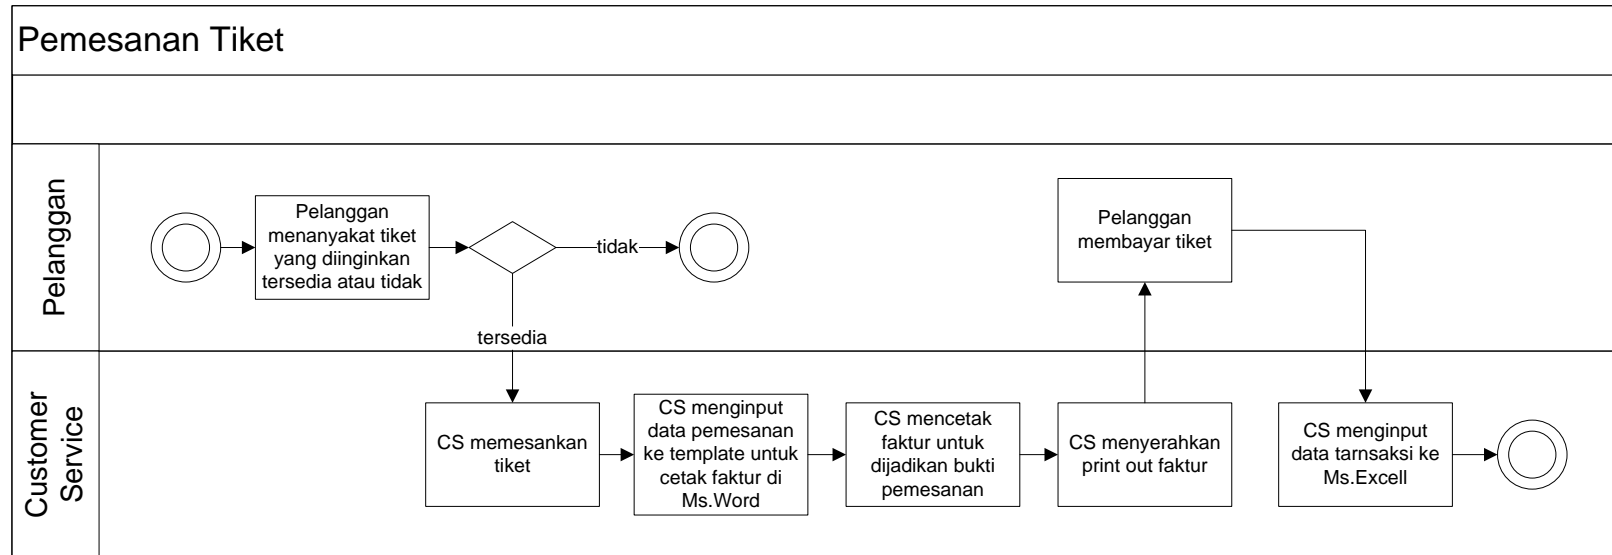 Pemesanan Tiket
Pelanggan
Pelanggan
menanyakat tiket
yang diinginkan
tersedia atau tidak
tidak
tersedia
Pelanggan
membayar tiket
Customer
Service
CS memesankan
tiket
CS menginput
data pemesanan
ke template untuk
cetak faktur di
Ms.Word
CS mencetak
faktur untuk
dijadikan bukti
pemesanan
CS menyerahkan
print out faktur
CS menginput
data tarnsaksi ke
Ms.Excell